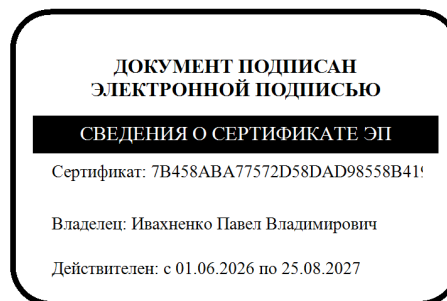 ДОКУМЕНТ ПОДПИСАН
ЭЛЕКТРОННОЙ ПОДПИСЬЮ
СВЕДЕНИЯ О СЕРТИФИКАТЕ ЭП
Сертификат: 7B458ABA77572D58DAD98558B419
Владелец: Ивахненко Павел Владимирович
Действителен: с 01.06.2026 по 25.08.2027